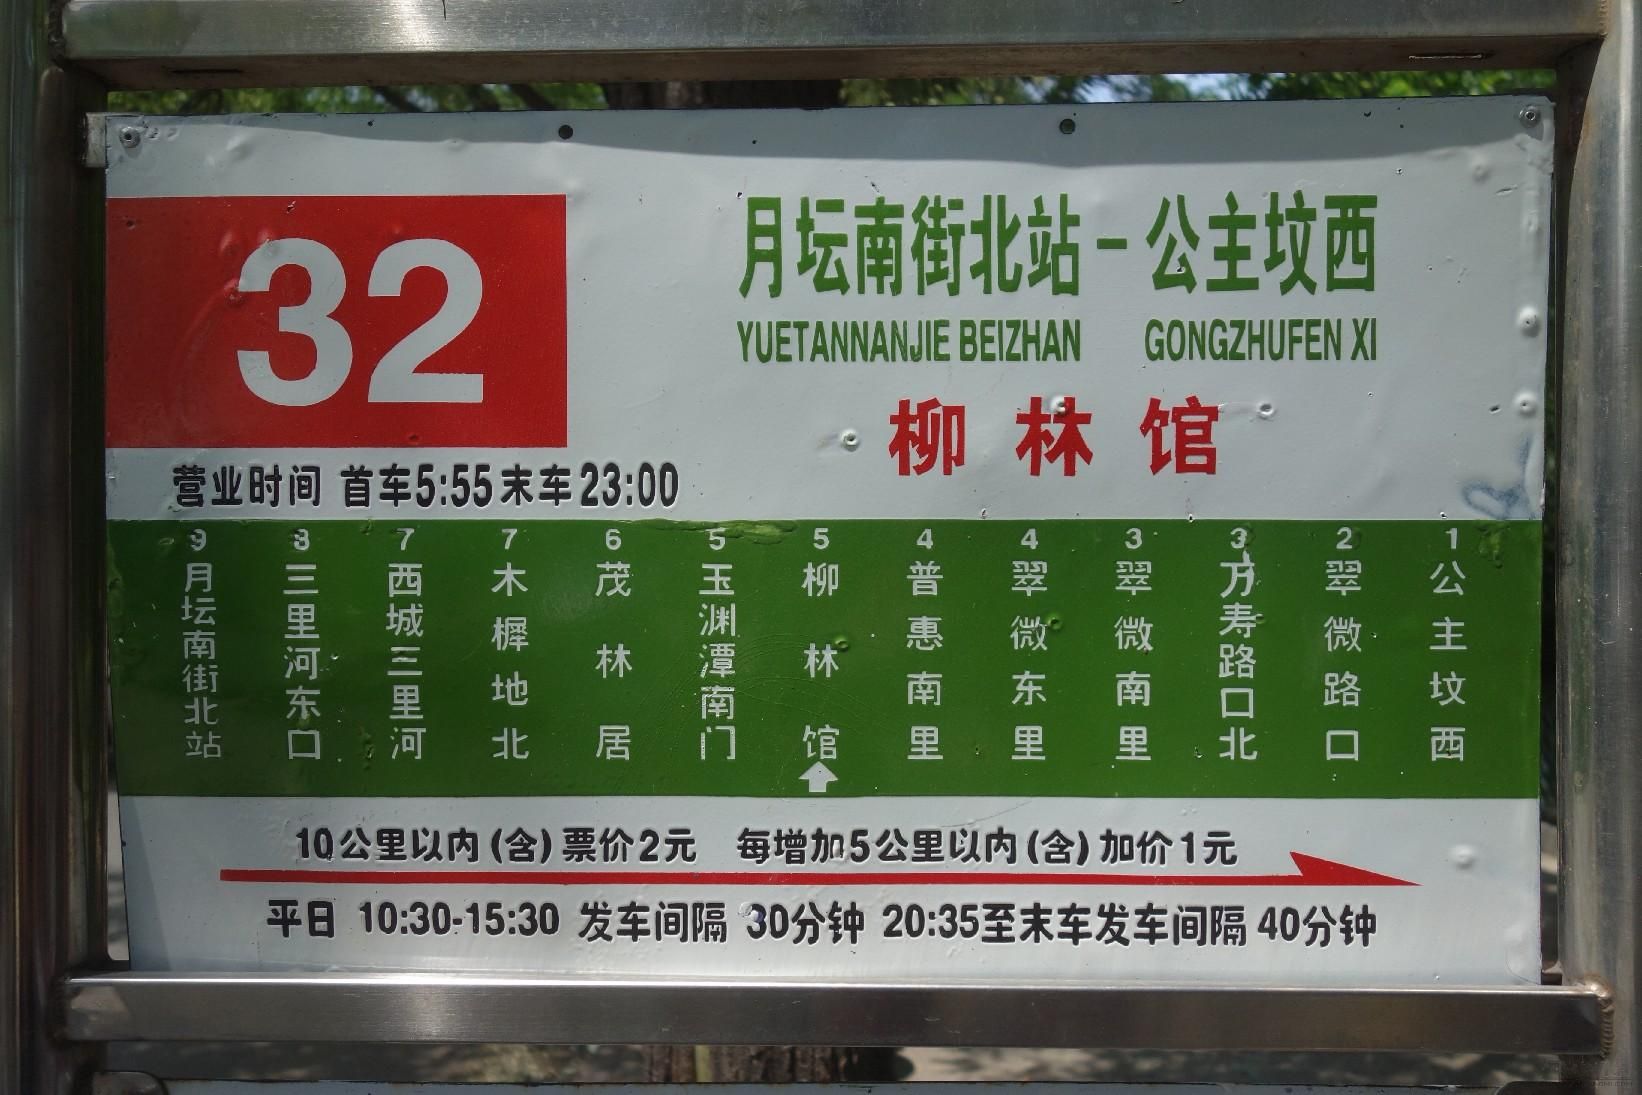 32
月坛南街北站－公主坟西
YUETANNANJIE BEIZHAN GONGZHUFEN XI
柳林馆
营业时间 首车5:55末车23:00
9 月坛南街北站
8 三里河东口
7 西城三里河
7 木樨地北
6 茂林居
5 玉渊潭南门
5 柳林馆
4 普惠南里
4 翠微东里
3 翠微南里
3 万寿路口北
2 翠微路口
1 公主坟西
10公里以内(含)票价2元 每增加5公里以内(含)加价1元
平日 10:30-15:30 发车间隔 30分钟 20:35至末车发车间隔 40分钟